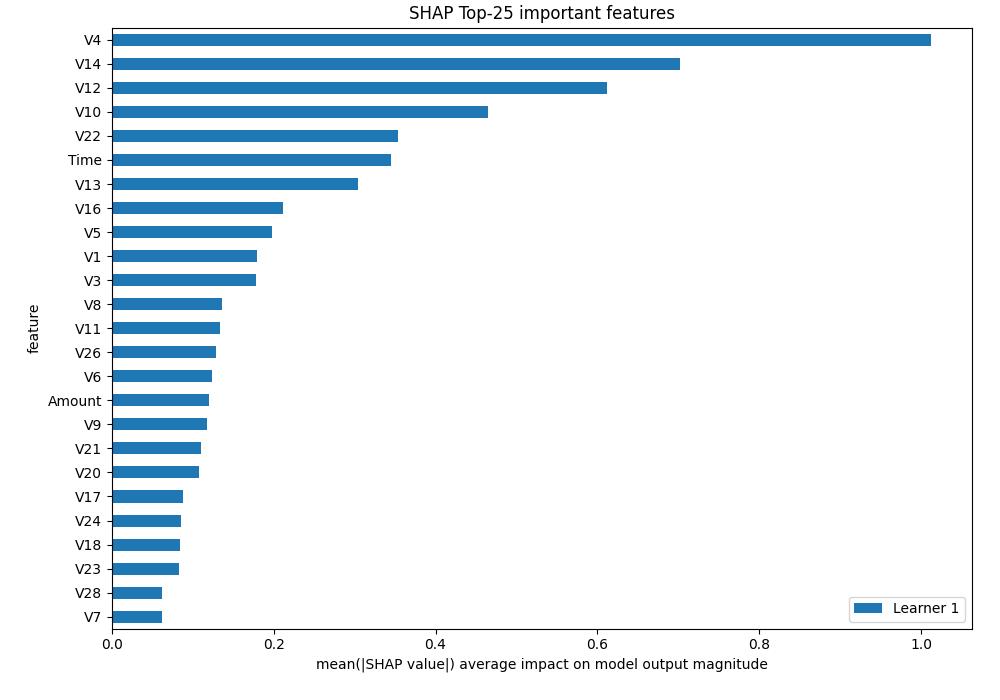 SHAP Top-25 important features
V4
V14
V12
V10
V22
Time
V13
V16
V5
V1
V3
V8
V11
V26
V6
Amount
V9
V21
V20
V17
V24
V18
V23
V28
V7
feature
Learner 1
0.0 0.2 0.4 0.6 0.8 1.0
mean(|SHAP value|) average impact on model output magnitude